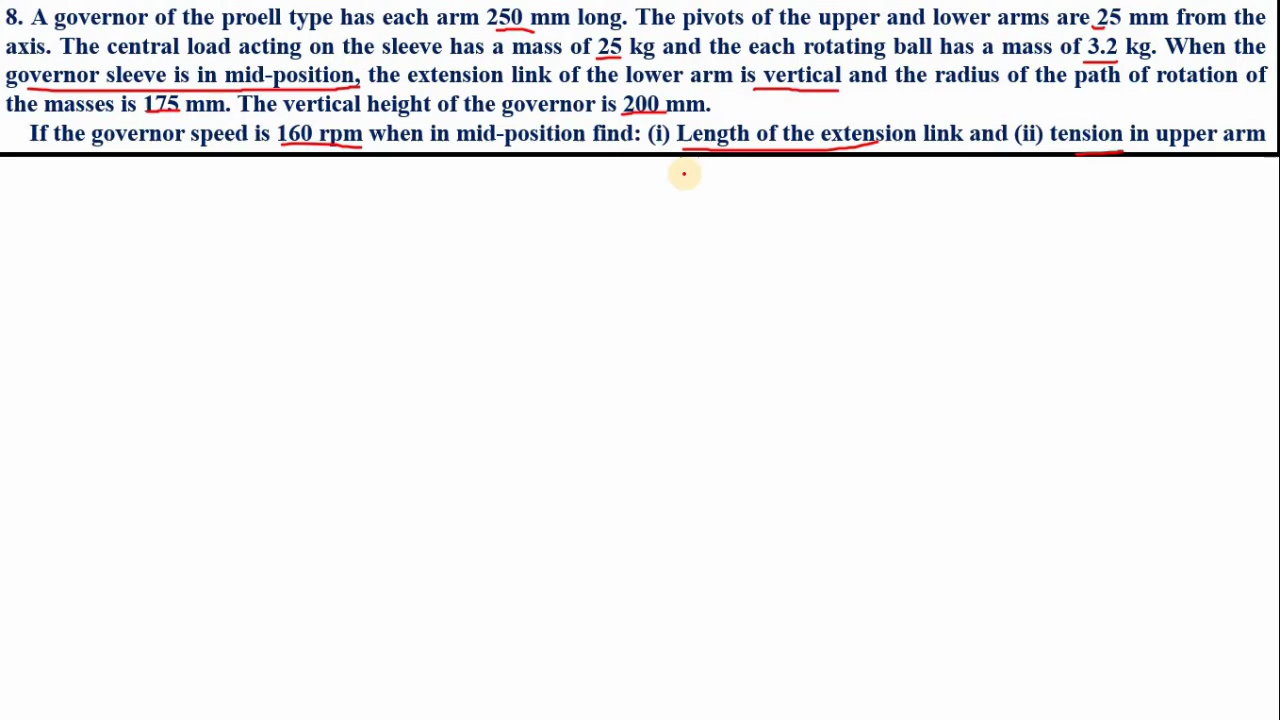 8. A governor of the proell type has each arm 250 mm long. The pivots of the upper and lower arms are 25 mm from the
axis. The central load acting on the sleeve has a mass of 25 kg and the each rotating ball has a mass of 3.2 kg. When the
governor sleeve is in mid-position, the extension link of the lower arm is vertical and the radius of the path of rotation of
the masses is 175 mm. The vertical height of the governor is 200 mm.
If the governor speed is 160 rpm when in mid-position find: (i) Length of the extension link and (ii) tension in upper arm